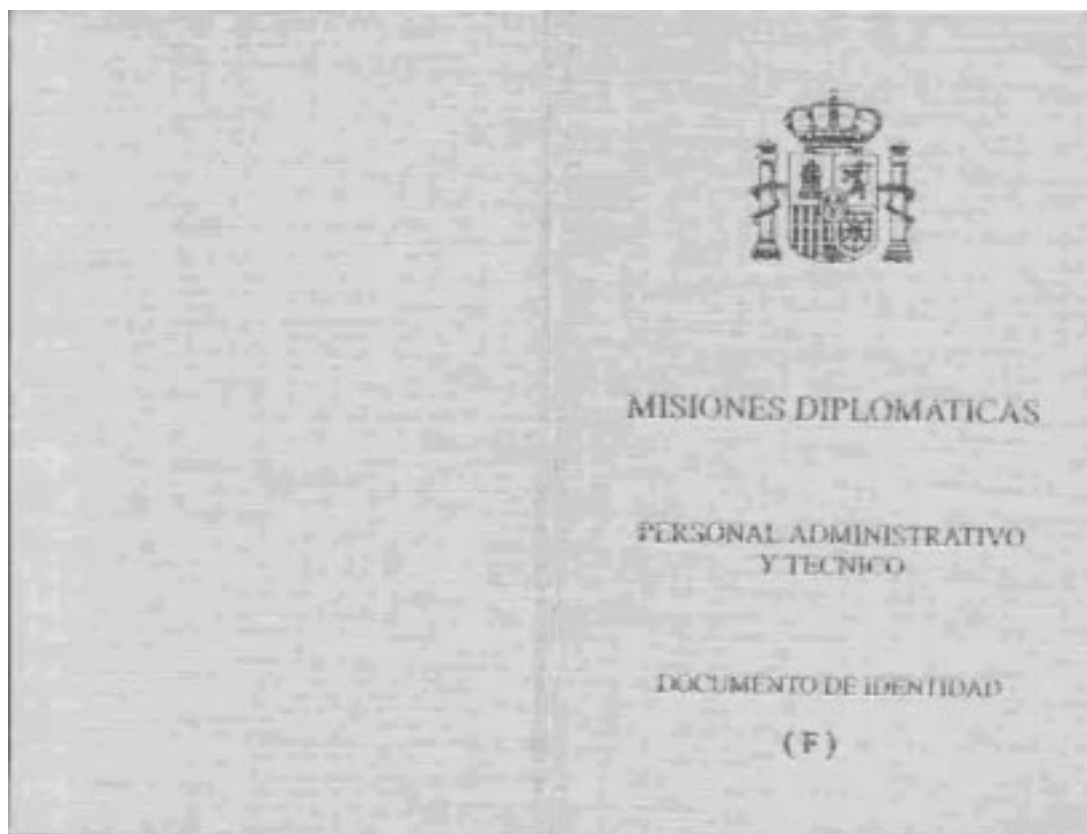 MISIONES DIPLOMATICAS
PERSONAL ADMINISTRATIVO
Y TECNICO
DOCUMENTO DE IDENTIDAD
( F )